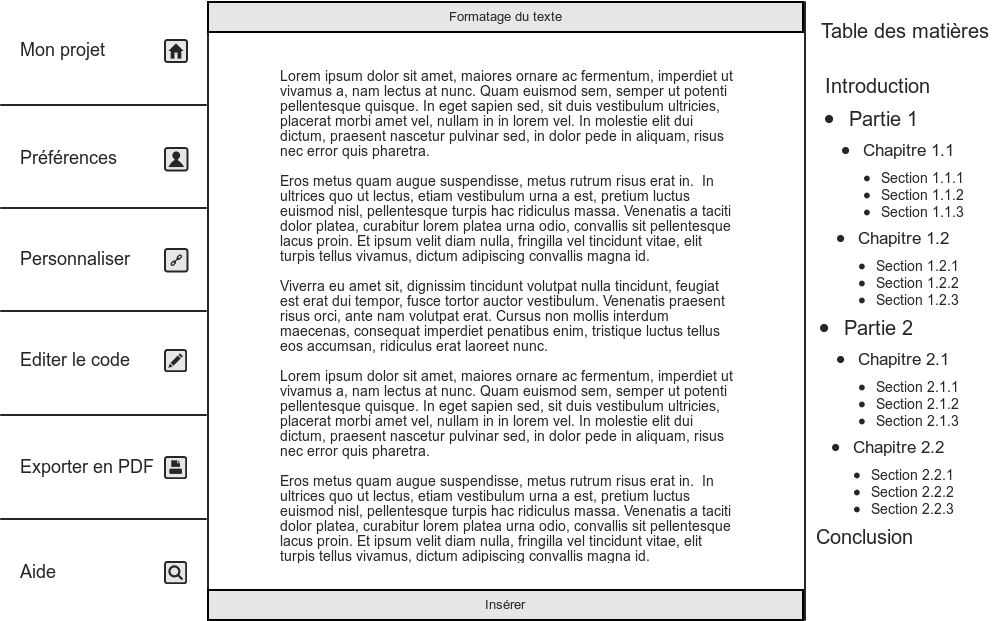 Mon projet
Préférences
Personnaliser
Editer le code
Exporter en PDF
Aide
Formatage du texte
Lorem ipsum dolor sit amet, maiores ornare ac fermentum, imperdiet ut
vivamus a, nam lectus at nunc. Quam euismod sem, semper ut potenti
pellentesque quisque. In eget sapien sed, sit duis vestibulum ultricies,
placerat morbi amet vel, nullam in in lorem vel. In molestie elit dui
dictum, praesent nascetur pulvinar sed, in dolor pede in aliquam, risus
nec error quis pharetra.
Eros metus quam augue suspendisse, metus rutrum risus erat in.  In
ultrices quo ut lectus, etiam vestibulum urna a est, pretium luctus
euismod nisl, pellentesque turpis hac ridiculus massa. Venenatis a taciti
dolor platea, curabitur lorem platea urna odio, convallis sit pellentesque
lacus proin. Et ipsum velit diam nulla, fringilla vel tincidunt vitae, elit
turpis tellus vivamus, dictum adipiscing convallis magna id.
Viverra eu amet sit, dignissim tincidunt volutpat nulla tincidunt, feugiat
est erat dui tempor, fusce tortor auctor vestibulum. Venenatis praesent
risus orci, ante nam volutpat erat. Cursus non mollis interdum
maecenas, consequat imperdiet penatibus enim, tristique luctus tellus
eos accumsan, ridiculus erat laoreet nunc.
Lorem ipsum dolor sit amet, maiores ornare ac fermentum, imperdiet ut
vivamus a, nam lectus at nunc. Quam euismod sem, semper ut potenti
pellentesque quisque. In eget sapien sed, sit duis vestibulum ultricies,
placerat morbi amet vel, nullam in in lorem vel. In molestie elit dui
dictum, praesent nascetur pulvinar sed, in dolor pede in aliquam, risus
nec error quis pharetra.
Eros metus quam augue suspendisse, metus rutrum risus erat in.  In
ultrices quo ut lectus, etiam vestibulum urna a est, pretium luctus
euismod nisl, pellentesque turpis hac ridiculus massa. Venenatis a taciti
dolor platea, curabitur lorem platea urna odio, convallis sit pellentesque
lacus proin. Et ipsum velit diam nulla, fringilla vel tincidunt vitae, elit
turpis tellus vivamus, dictum adipiscing convallis magna id.
Insérer
Table des matières
Introduction
Partie 1
Chapitre 1.1
Section 1.1.1
Section 1.1.2
Section 1.1.3
Chapitre 1.2
Section 1.2.1
Section 1.2.2
Section 1.2.3
Partie 2
Chapitre 2.1
Section 2.1.1
Section 2.1.2
Section 2.1.3
Chapitre 2.2
Section 2.2.1
Section 2.2.2
Section 2.2.3
Conclusion